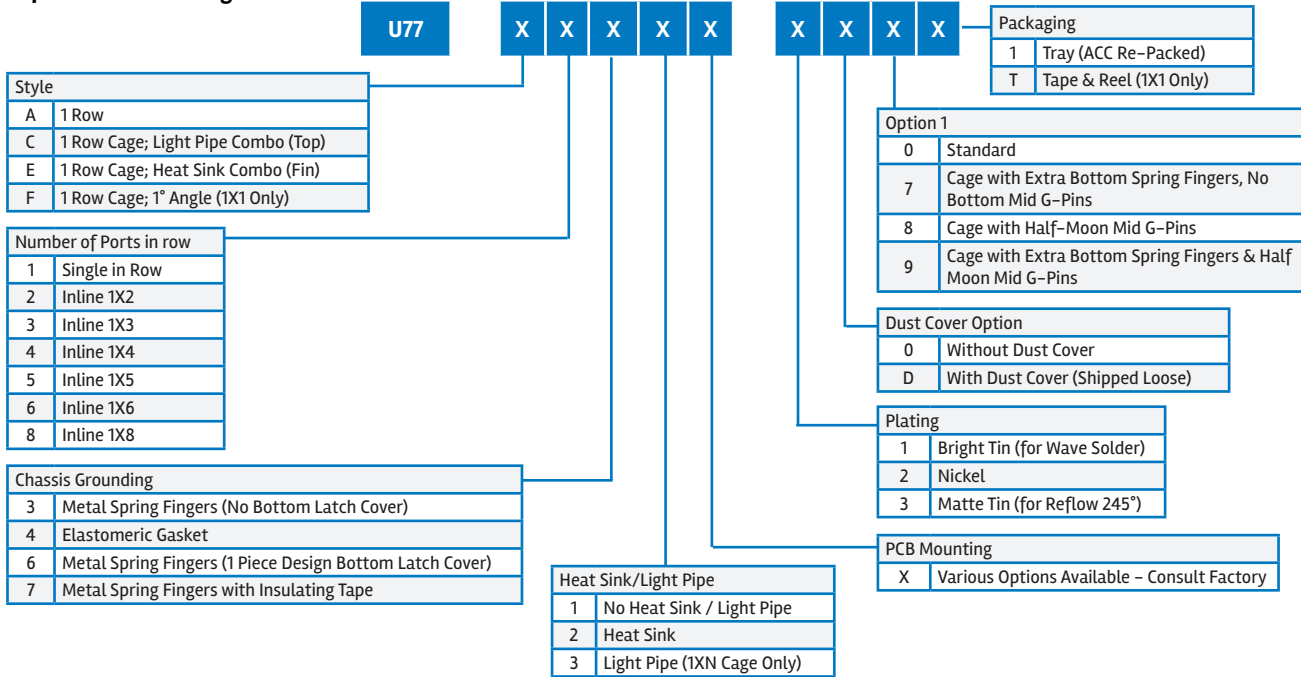 U77 X X X X X X X X X
Packaging
1 Tray (ACC Re-Packed)
T Tape & Reel (1X1 Only)
Style
A 1 Row
C 1 Row Cage; Light Pipe Combo (Top)
E 1 Row Cage; Heat Sink Combo (Fin)
F 1 Row Cage; 1° Angle (1X1 Only)
Option 1
0 Standard
7 Cage with Extra Bottom Spring Fingers, No
Bottom Mid G-Pins
8 Cage with Half-Moon Mid G-Pins
9 Cage with Extra Bottom Spring Fingers & Half
Moon Mid G-Pins
Number of Ports in row
1 Single in Row
2 Inline 1X2
3 Inline 1X3
4 Inline 1X4
5 Inline 1X5
6 Inline 1X6
8 Inline 1X8
Dust Cover Option
0 Without Dust Cover
D With Dust Cover (Shipped Loose)
Plating
1 Bright Tin (for Wave Solder)
2 Nickel
3 Matte Tin (for Reflow 245°)
Chassis Grounding
3 Metal Spring Fingers (No Bottom Latch Cover)
4 Elastomeric Gasket
6 Metal Spring Fingers (1 Piece Design Bottom Latch Cover)
7 Metal Spring Fingers with Insulating Tape
PCB Mounting
X Various Options Available - Consult Factory
Heat Sink/Light Pipe
1 No Heat Sink / Light Pipe
2 Heat Sink
3 Light Pipe (1XN Cage Only)